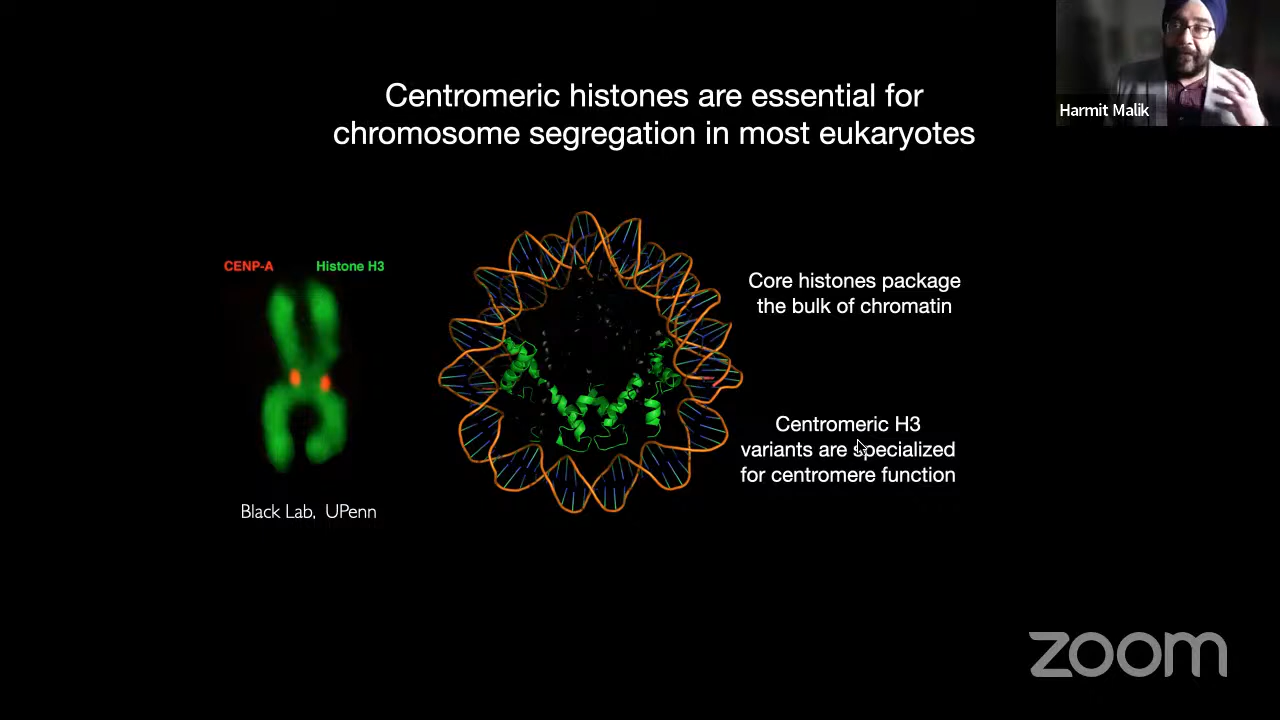 Harmit Malik
Centromeric histones are essential for
chromosome segregation in most eukaryotes
CENP-A
Histone H3
Core histones package
the bulk of chromatin
Centromeric H3
variants are specialized
for centromere function
Black Lab, UPenn
zoom